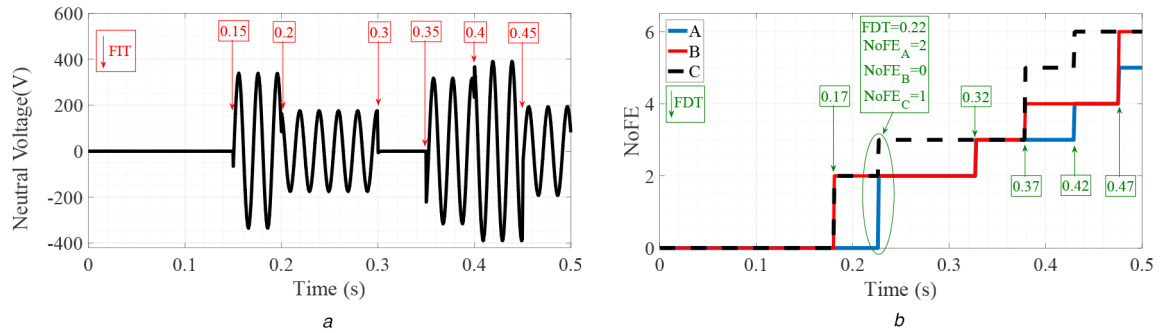 0.15
0.2
0.3
0.35
0.4
0.45
FIT
Neutral Voltage(V)
600
400
200
0
-200
-400
0
0.1
0.2
0.3
0.4
0.5
Time (s)
a
A
B
C
FDT
FDT=0.22
NoFE_A=2
NoFE_B=0
NoFE_C=1
0.17
0.32
0.37
0.42
0.47
NoFE
6
4
2
0
0
0.1
0.2
0.3
0.4
0.5
Time (s)
b